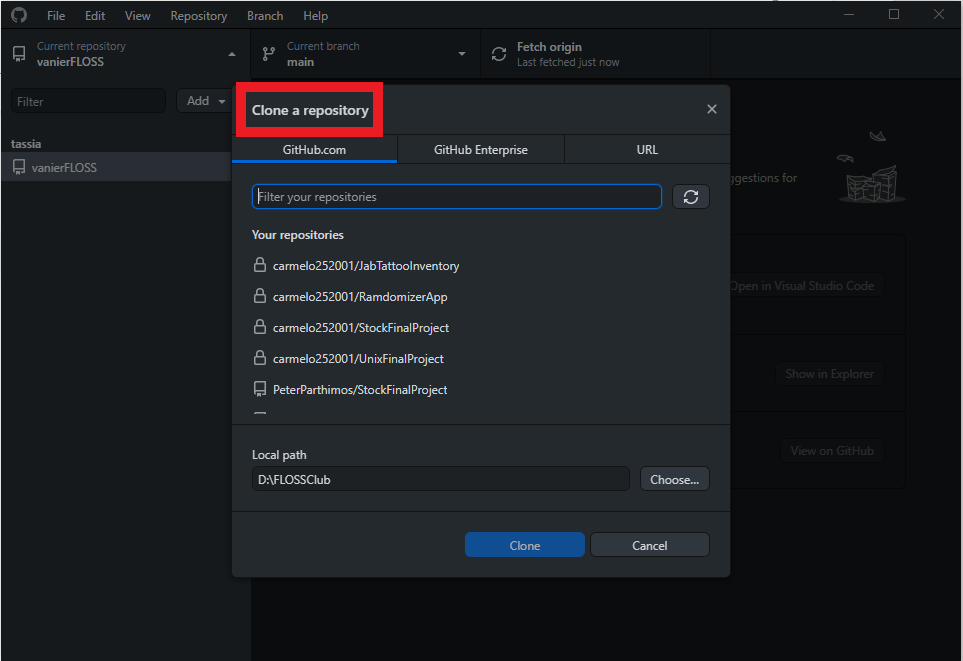 File Edit View Repository Branch Help
Current repository
vanierFLOSS
Current branch
main
Fetch origin
Last fetched just now
Filter
Add
tassia
vanierFLOSS
Clone a repository
GitHub.com GitHub Enterprise URL
Filter your repositories
Your repositories
carmelo252001/JabTattooInventory
carmelo252001/RamdomizerApp
carmelo252001/StockFinalProject
carmelo252001/UnixFinalProject
PeterParthimos/StockFinalProject
Local path
D:\FLOSSClub
Choose...
Clone Cancel
ggestions for
Open in Visual Studio Code
Show in Explorer
View on GitHub